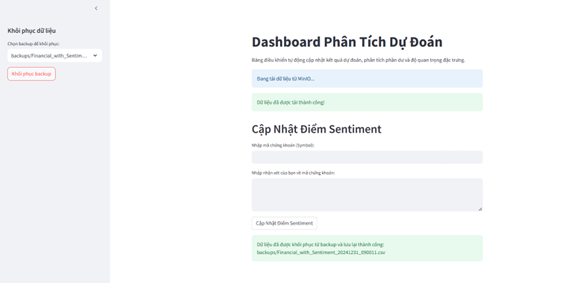 Khôi phục dữ liệu
Chọn backup để khôi phục:
backups/Financial_with_Sentim...
Khôi phục backup
Dashboard Phân Tích Dự Đoán
Bảng điều khiển tự động cập nhật kết quả dự đoán, phân tích phần dư và độ quan trọng đặc trưng.
Đang tải dữ liệu từ MinIO...
Dữ liệu đã được tải thành công!
Cập Nhật Điểm Sentiment
Nhập mã chứng khoán (Symbol):
Nhập nhận xét của bạn về mã chứng khoán:
Cập Nhật Điểm Sentiment
Dữ liệu đã được khôi phục từ backup và lưu lại thành công:
backups/Financial_with_Sentiment_20241231_090011.csv